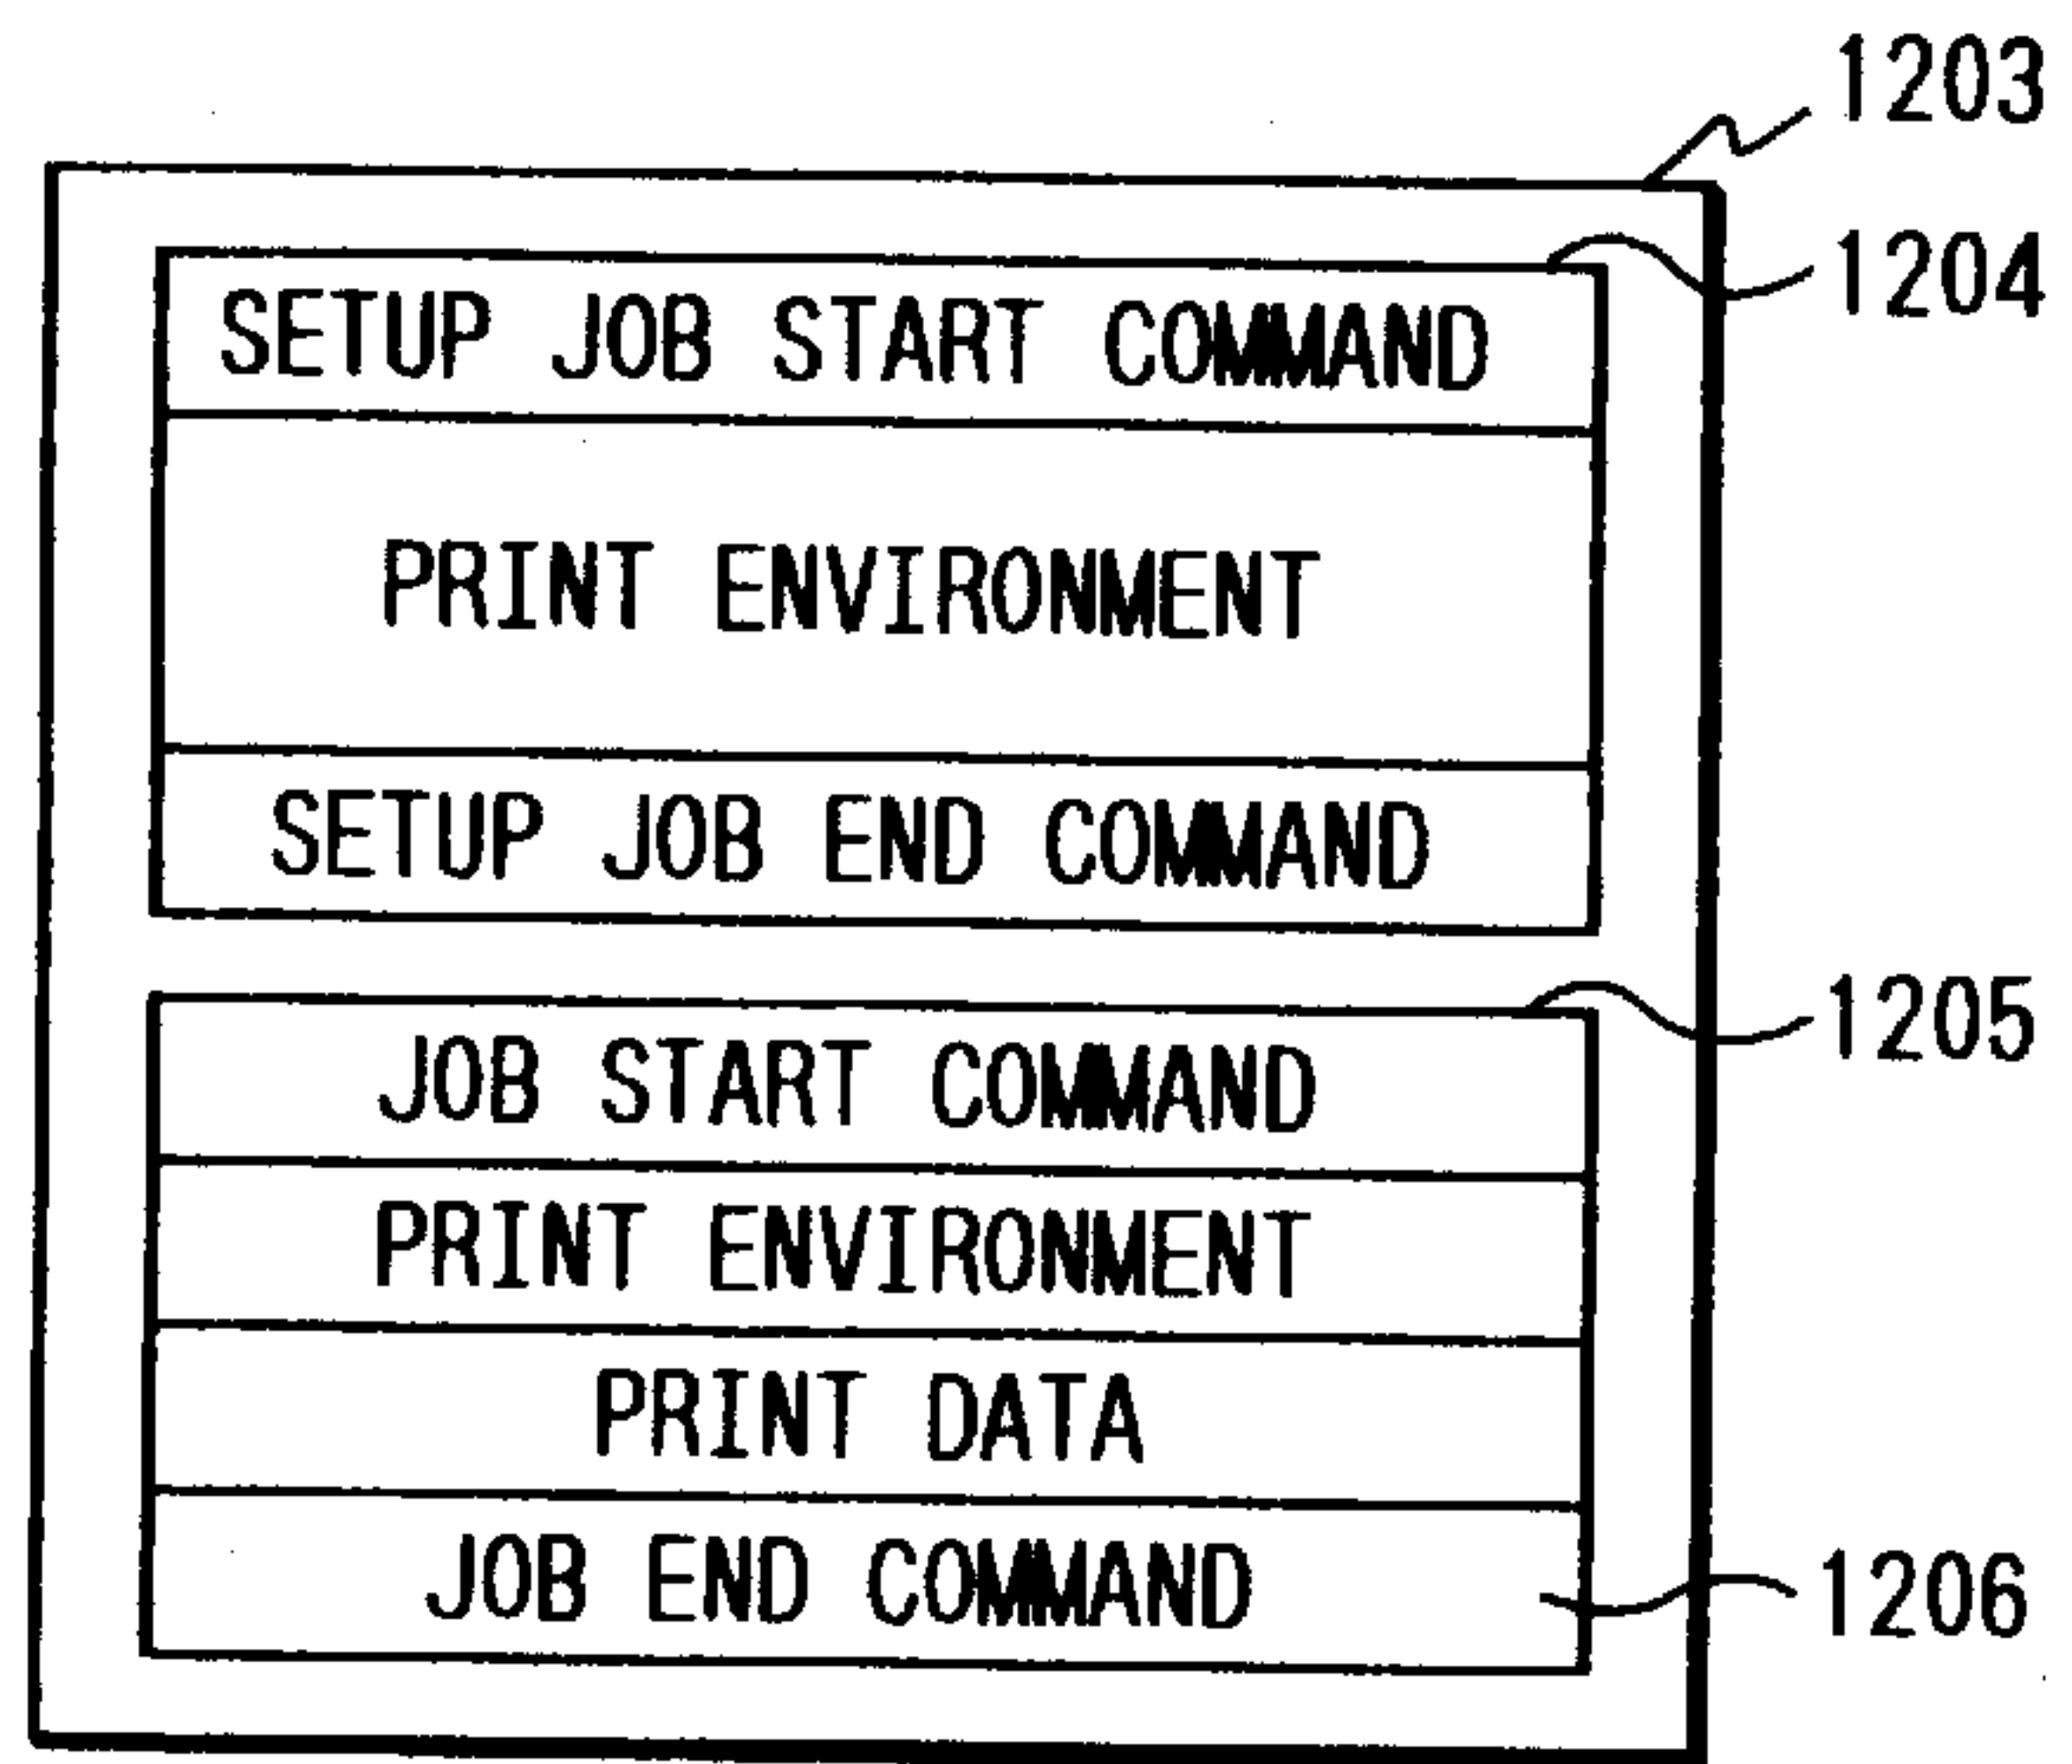 1203
1204
SETUP JOB START COMMAND
PRINT ENVIRONMENT
SETUP JOB END COMMAND
1205
JOB START COMMAND
PRINT ENVIRONMENT
PRINT DATA
JOB END COMMAND
1206